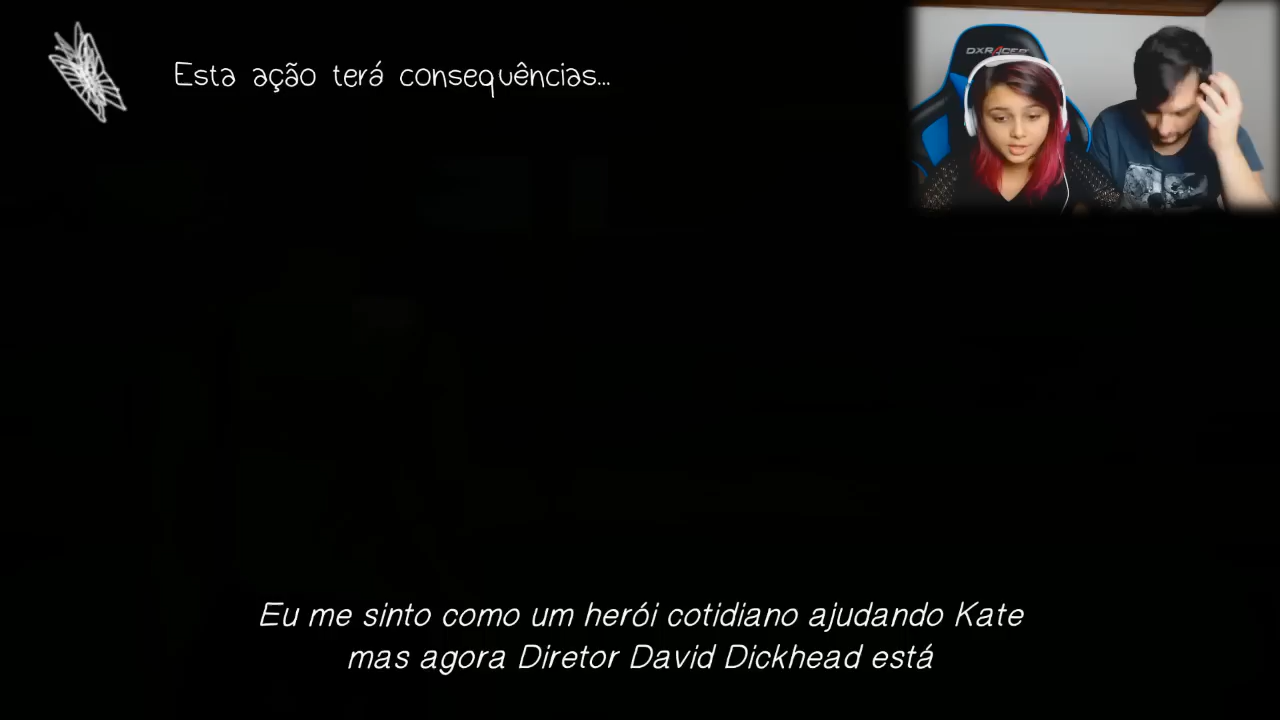 Esta ação terá consequências...
DXRACER
Eu me sinto como um herói cotidiano ajudando Kate
mas agora Diretor David Dickhead está